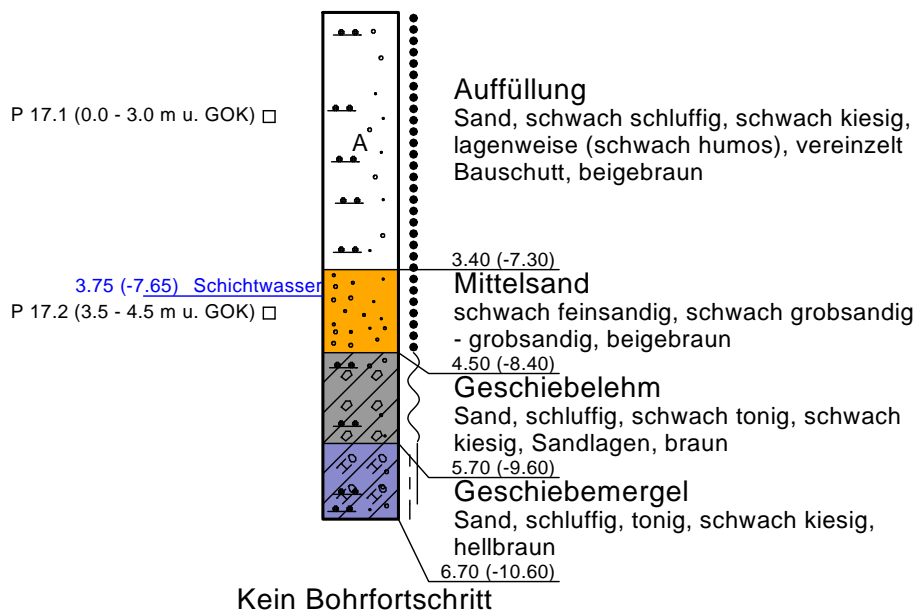 Auffüllung
P 17.1 (0.0 - 3.0 m u. GOK)
Sand, schwach schluffig, schwach kiesig,
A
lagenweise (schwach humos), vereinzelt
Bauschutt, beigebraun
3.40 (-7.30)
3.75 (-7.65) Schichtwasser
Mittelsand
P 17.2 (3.5 - 4.5 m u. GOK)
schwach feinsandig, schwach grobsandig
- grobsandig, beigebraun
4.50 (-8.40)
Geschiebelehm
Sand, schluffig, schwach tonig, schwach
kiesig, Sandlagen, braun
5.70 (-9.60)
Geschiebemergel
Sand, schluffig, tonig, schwach kiesig,
hellbraun
6.70 (-10.60)
Kein Bohrfortschritt